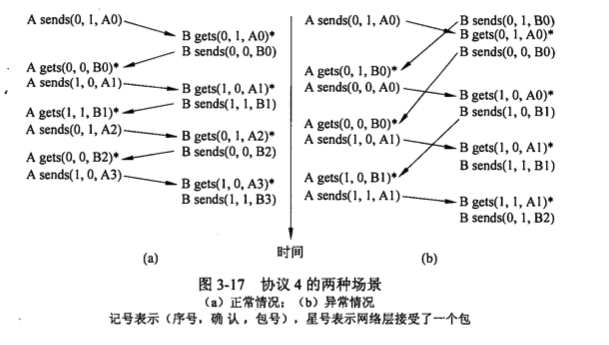 A sends(0, 1, A0)
B gets(0, 1, A0)*
B sends(0, 0, B0)
A gets(0, 0, B0)*
A sends(1, 0, A1)
B gets(1, 0, A1)*
B sends(1, 1, B1)
A gets(1, 1, B1)*
A sends(0, 1, A2)
B gets(0, 1, A2)*
B sends(0, 0, B2)
A gets(0, 0, B2)*
A sends(1, 0, A3)
B gets(1, 0, A3)*
B sends(1, 1, B3)
(a)
时间
A sends(0, 1, A0)
B sends(0, 1, B0)
B gets(0, 1, A0)*
B sends(0, 0, B0)
A gets(0, 1, B0)*
A sends(0, 0, A0)
B gets(1, 0, A0)*
B sends(1, 0, B1)
A gets(0, 0, B0)*
A sends(1, 0, A1)
B gets(1, 0, A1)*
B sends(1, 1, B1)
A gets(1, 0, B1)*
A sends(1, 1, A1)
B gets(1, 1, A1)*
B sends(0, 1, B2)
(b)
图 3-17 协议 4 的两种场景
(a)正常情况；(b)异常情况
记号表示(序号，确认，包号)，星号表示网络层接受了一个包